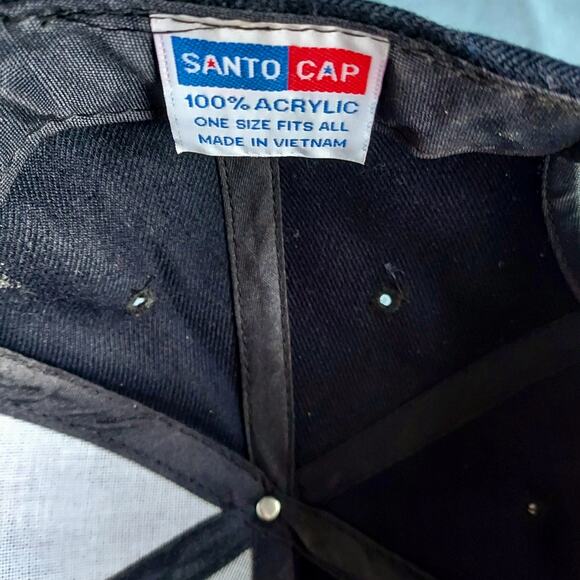 SANTO CAP
100% ACRYLIC
ONE SIZE FITS ALL
MADE IN VIETNAM